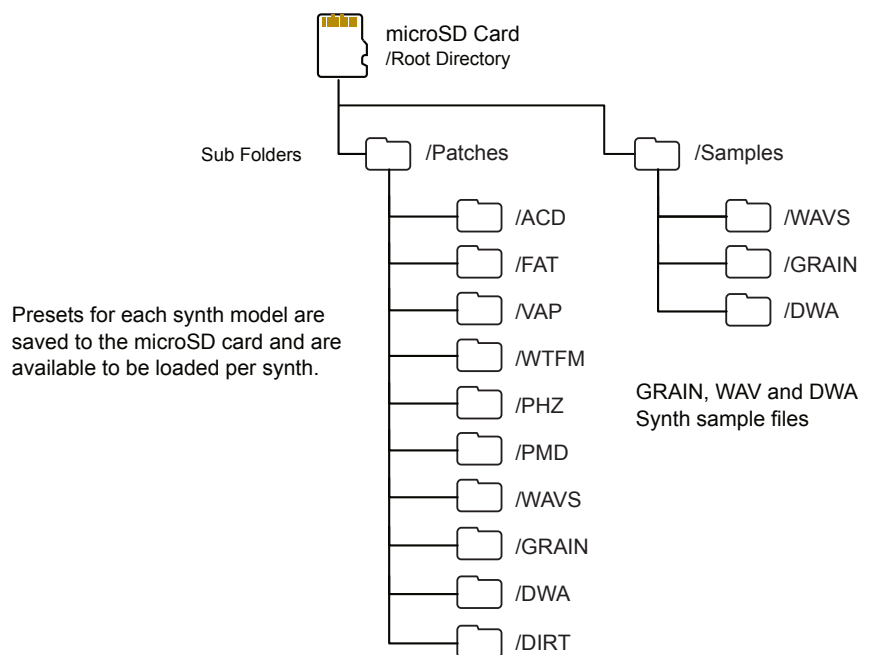 microSD Card
/Root Directory
Sub Folders
/Patches
/Samples
/ACD
/FAT
/VAP
/WTFM
/PHZ
/PMD
/WAVS
/GRAIN
/DWA
/DIRT
/WAVS
/GRAIN
/DWA
Presets for each synth model are
saved to the microSD card and are
available to be loaded per synth.
GRAIN, WAV and DWA
Synth sample files